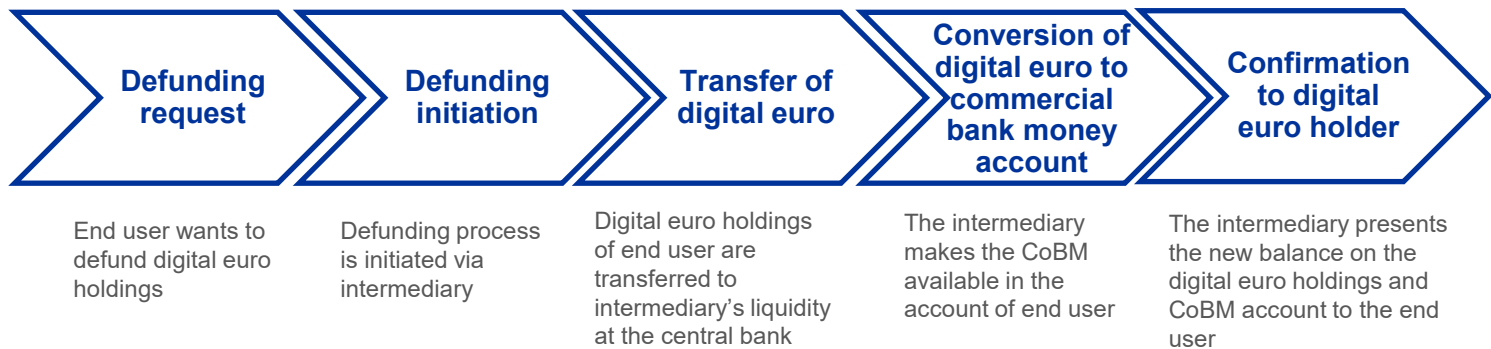 Defunding
request
Defunding
initiation
Transfer of
digital euro
Conversion of
digital euro to
commercial
bank money
account
Confirmation
to digital
euro holder
End user wants to
defund digital euro
holdings
Defunding process
is initiated via
intermediary
Digital euro holdings
of end user are
transferred to
intermediary’s liquidity
at the central bank
The intermediary
makes the CoBM
available in the
account of end user
The intermediary presents
the new balance on the
digital euro holdings and
CoBM account to the end
user